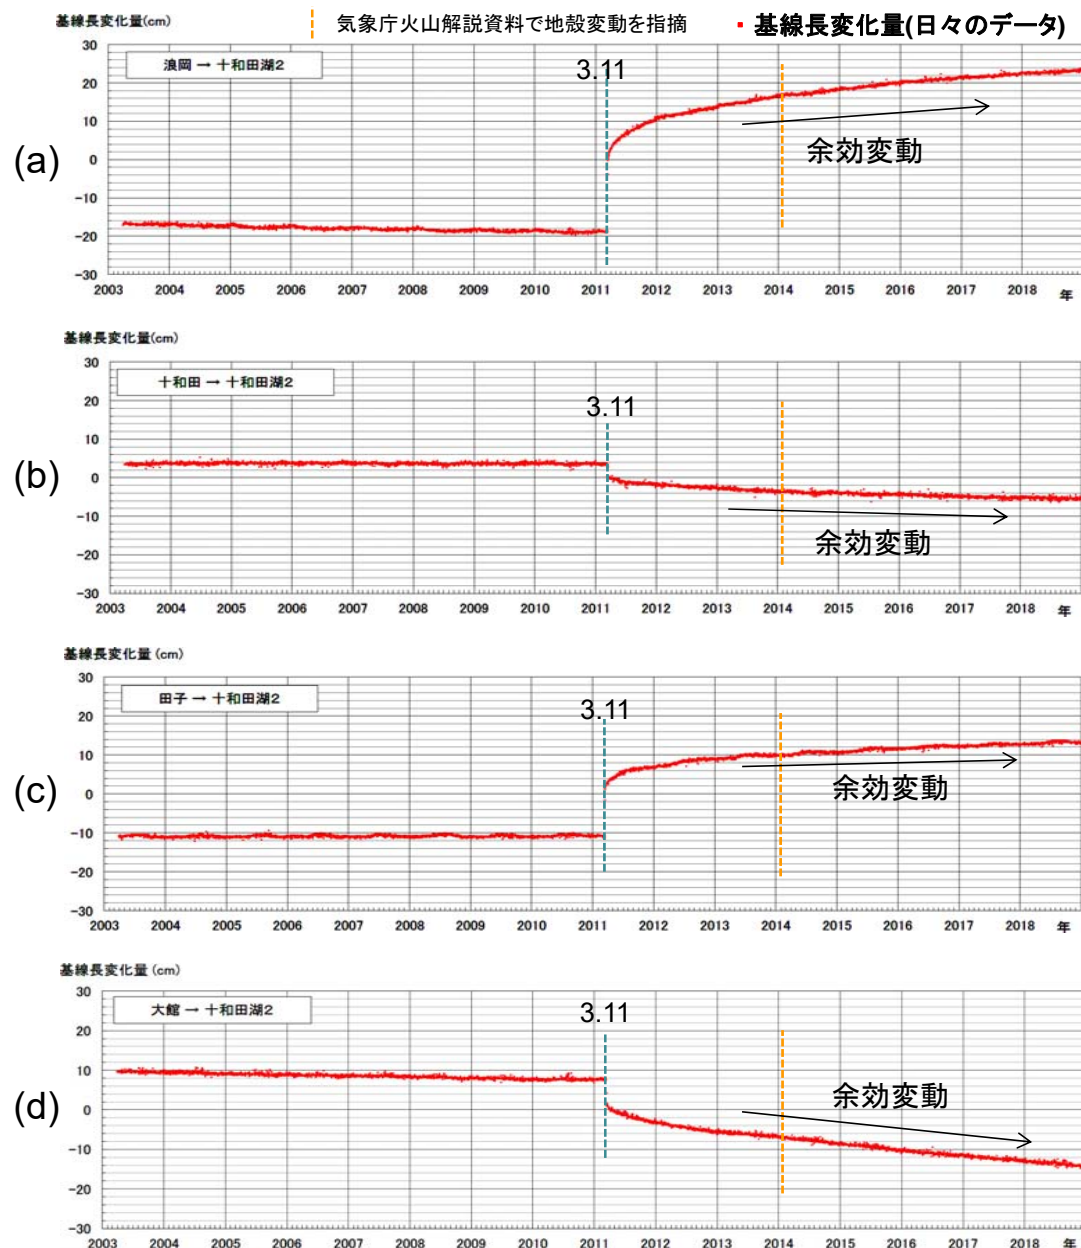 基線長変化量(cm)
気象庁火山解説資料で地殻変動を指摘
基線長変化量(日々のデータ)
(a)
浪岡 → 十和田湖2
3.11
余効変動
30
20
10
0
-10
-20
-30
2003 2004 2005 2006 2007 2008 2009 2010 2011 2012 2013 2014 2015 2016 2017 2018 年
基線長変化量(cm)
(b)
十和田 → 十和田湖2
3.11
余効変動
30
20
10
0
-10
-20
-30
2003 2004 2005 2006 2007 2008 2009 2010 2011 2012 2013 2014 2015 2016 2017 2018 年
基線長変化量 (cm)
(c)
田子 → 十和田湖2
3.11
余効変動
30
20
10
0
-10
-20
-30
2003 2004 2005 2006 2007 2008 2009 2010 2011 2012 2013 2014 2015 2016 2017 2018 年
基線長変化量 (cm)
(d)
大館 → 十和田湖2
3.11
余効変動
30
20
10
0
-10
-20
-30
2003 2004 2005 2006 2007 2008 2009 2010 2011 2012 2013 2014 2015 2016 2017 2018 年